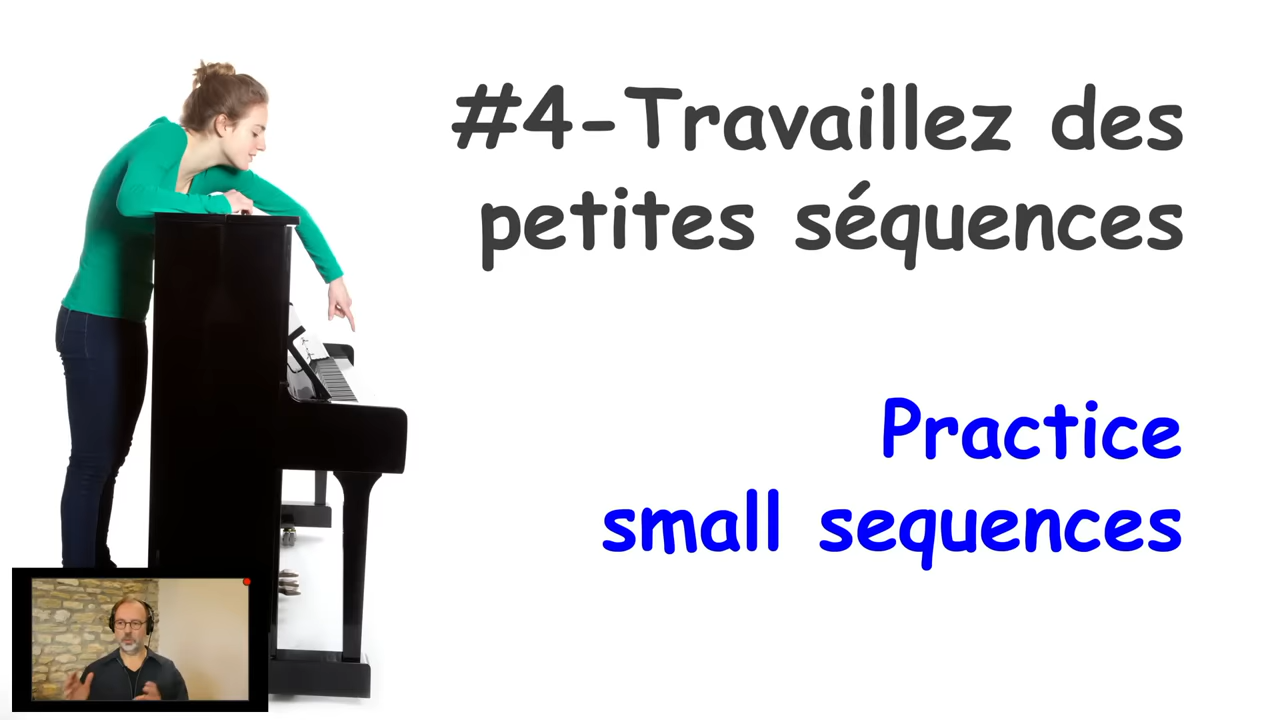 #4-Travaillez des
petites séquences
Practice
small sequences